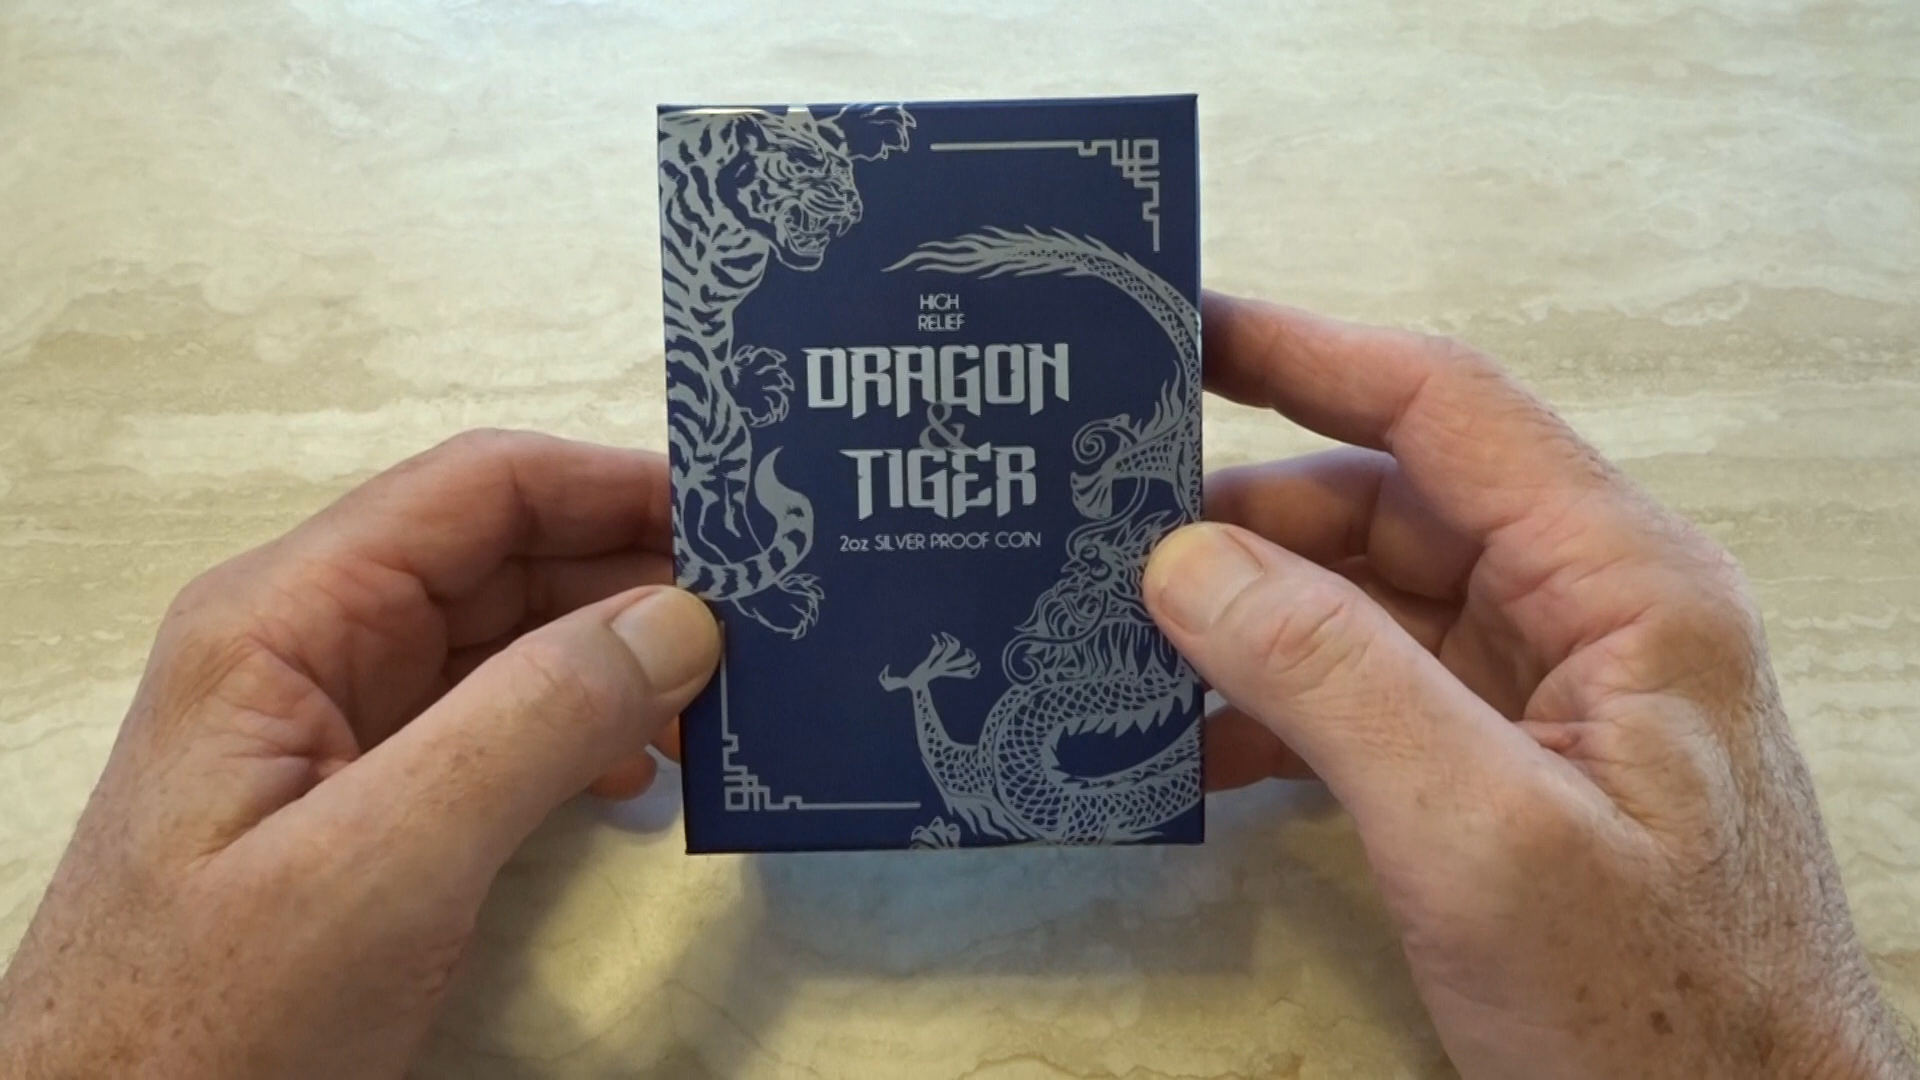 HIGH
RELIEF
DRAGON
&
TIGER
2oz SILVER PROOF COIN